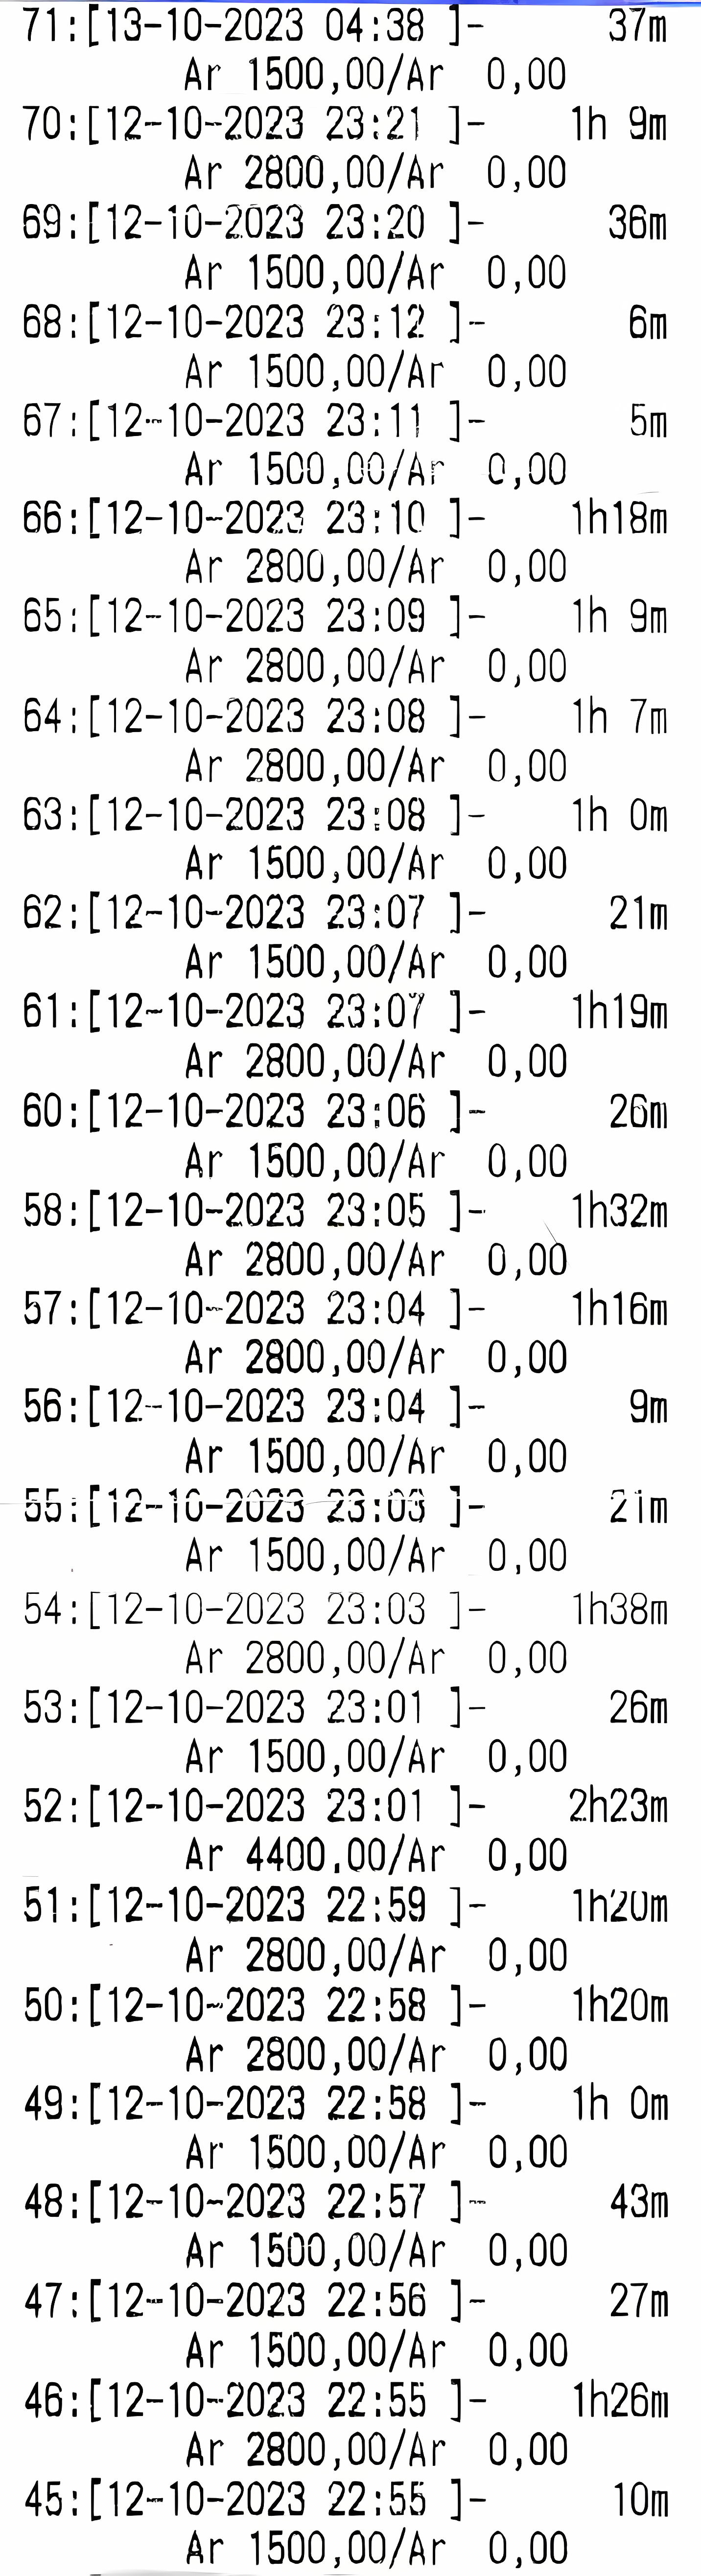 71:[13-10-2023 04:38 ]- 37m
Ar 1500,00/Ar 0,00
70:[12-10-2023 23:21 ]- 1h 9m
Ar 2800,00/Ar 0,00
69:[12-10-2023 23:20 ]- 36m
Ar 1500,00/Ar 0,00
68:[12-10-2023 23:12 ]- 6m
Ar 1500,00/Ar 0,00
67:[12-10-2023 23:11 ]- 5m
Ar 1500,00/Ar 0,00
66:[12-10-2023 23:10 ]- 1h18m
Ar 2800,00/Ar 0,00
65:[12-10-2023 23:09 ]- 1h 9m
Ar 2800,00/Ar 0,00
64:[12-10-2023 23:08 ]- 1h 7m
Ar 2800,00/Ar 0,00
63:[12-10-2023 23:08 ]- 1h 0m
Ar 1500,00/Ar 0,00
62:[12-10-2023 23:07 ]- 21m
Ar 1500,00/Ar 0,00
61:[12-10-2023 23:07 ]- 1h19m
Ar 2800,00/Ar 0,00
60:[12-10-2023 23:06 ]- 26m
Ar 1500,00/Ar 0,00
58:[12-10-2023 23:05 ]- 1h32m
Ar 2800,00/Ar 0,00
57:[12-10-2023 23:04 ]- 1h16m
Ar 2800,00/Ar 0,00
56:[12-10-2023 23:04 ]- 9m
Ar 1500,00/Ar 0,00
55:[12-10-2023 23:03 ]- 21m
Ar 1500,00/Ar 0,00
54:[12-10-2023 23:03 ]- 1h38m
Ar 2800,00/Ar 0,00
53:[12-10-2023 23:01 ]- 26m
Ar 1500,00/Ar 0,00
52:[12-10-2023 23:01 ]- 2h23m
Ar 4400,00/Ar 0,00
51:[12-10-2023 22:59 ]- 1h20m
Ar 2800,00/Ar 0,00
50:[12-10-2023 22:58 ]- 1h20m
Ar 2800,00/Ar 0,00
49:[12-10-2023 22:58 ]- 1h 0m
Ar 1500,00/Ar 0,00
48:[12-10-2023 22:57 ]- 43m
Ar 1500,00/Ar 0,00
47:[12-10-2023 22:56 ]- 27m
Ar 1500,00/Ar 0,00
46:[12-10-2023 22:55 ]- 1h26m
Ar 2800,00/Ar 0,00
45:[12-10-2023 22:55 ]- 10m
Ar 1500,00/Ar 0,00